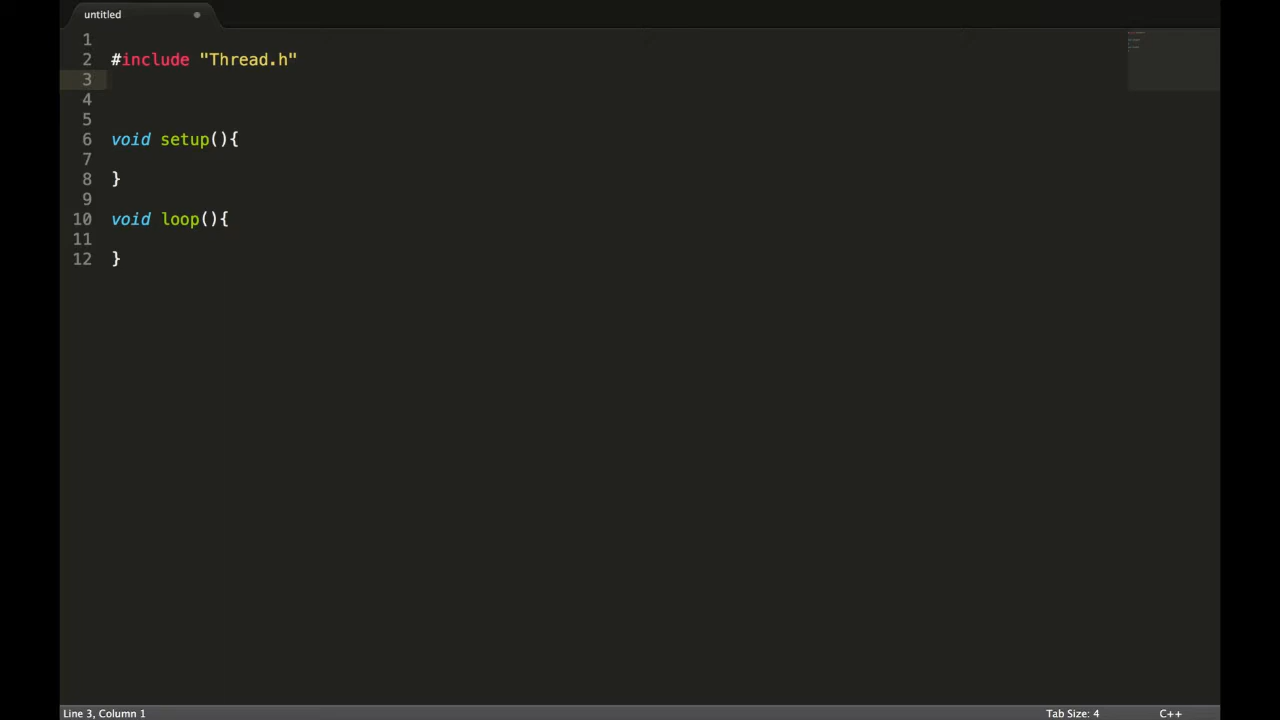 untitled
1
2 #include "Thread.h"
3
4
5
6 void setup(){
7
8 }
9
10 void loop(){
11
12 }
Line 3, Column 1 Tab Size: 4 C++